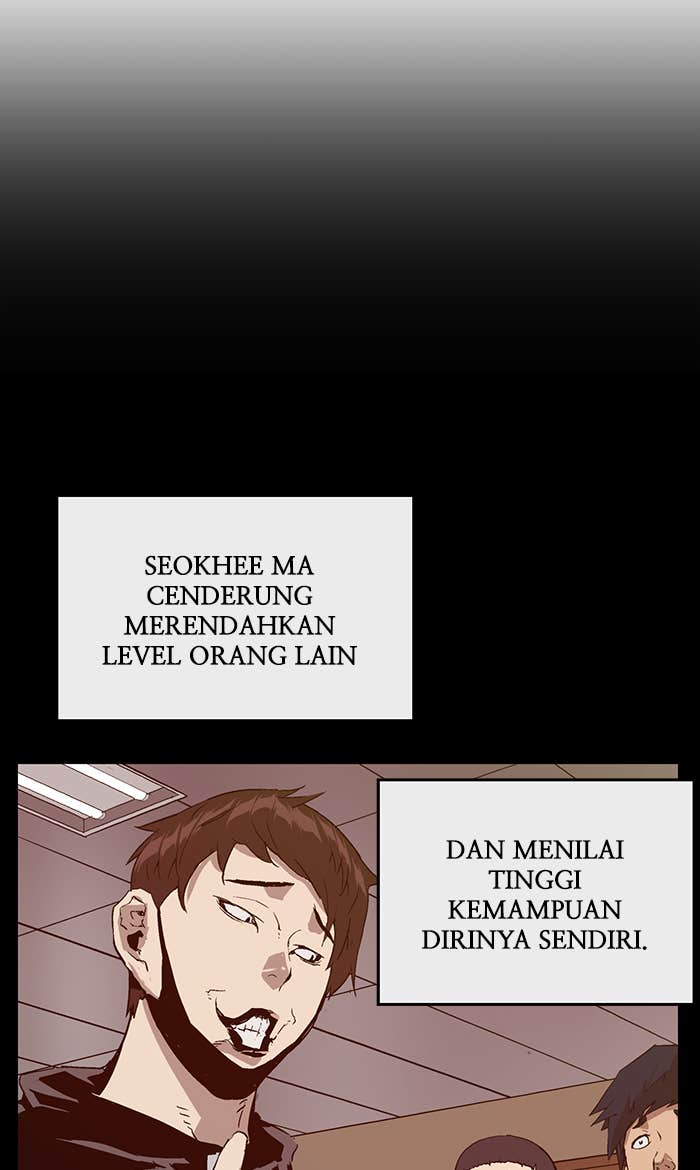 SEOKHEE MA
CENDERUNG
MERENDAHKAN
LEVEL ORANG LAIN
DAN MENILAI
TINGGI
KEMAMPUAN
DIRINYA SENDIRI.